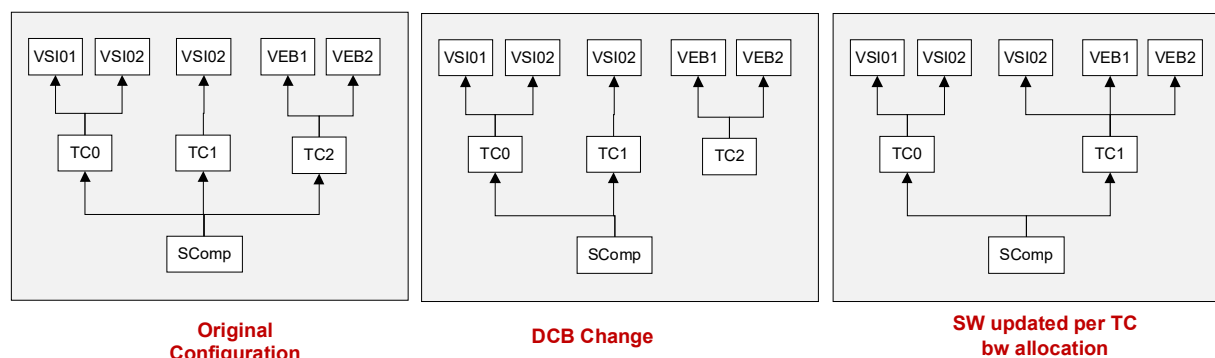 VSI01 VSI02 VSI02 VEB1 VEB2
TC0 TC1 TC2
SComp
Original
Configuration
VSI01 VSI02 VSI02 VEB1 VEB2
TC0 TC1 TC2
SComp
DCB Change
VSI01 VSI02 VSI02 VEB1 VEB2
TC0 TC1
SComp
SW updated per TC
bw allocation